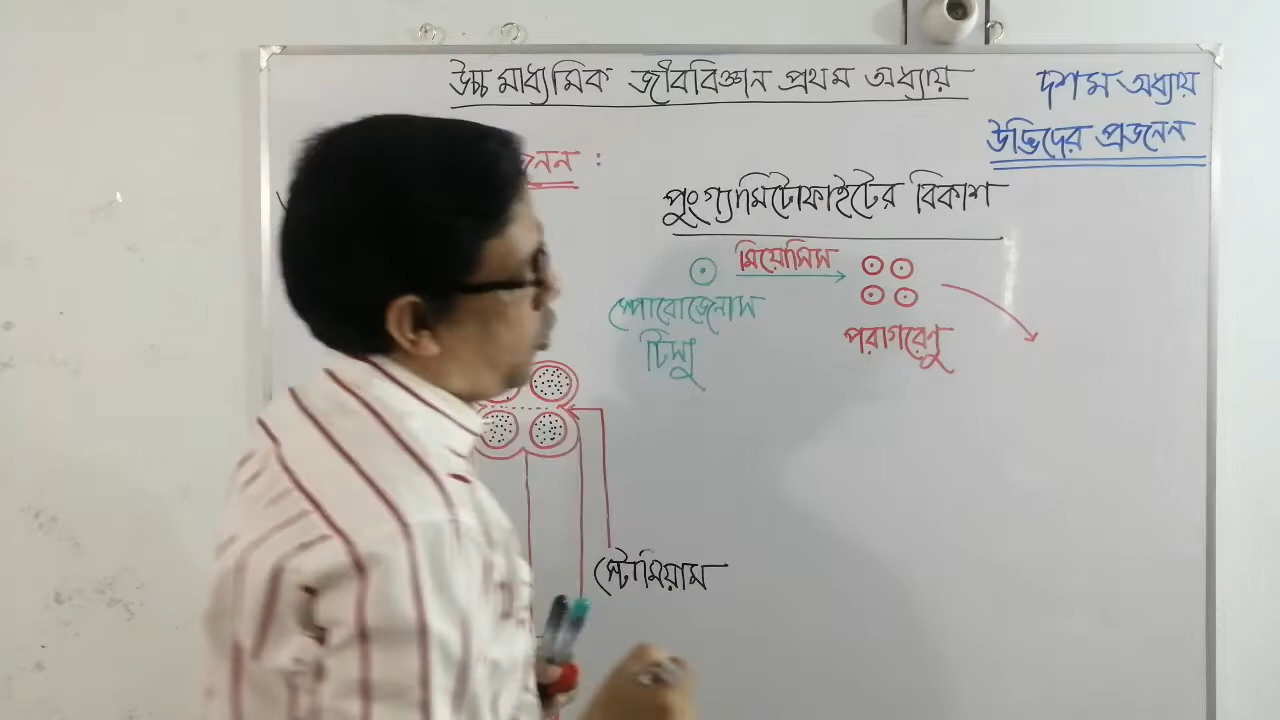 উচ্চ মাধ্যমিক জীববিজ্ঞান প্রথম অধ্যায়
দশম অধ্যায়
উদ্ভিদের প্রজনন
পুংগ্যামিটোফাইটের বিকাশ
মিয়োসিস
স্পোরোজেনাস
টিস্যু
পরাগরেণু
স্টোমিয়াম